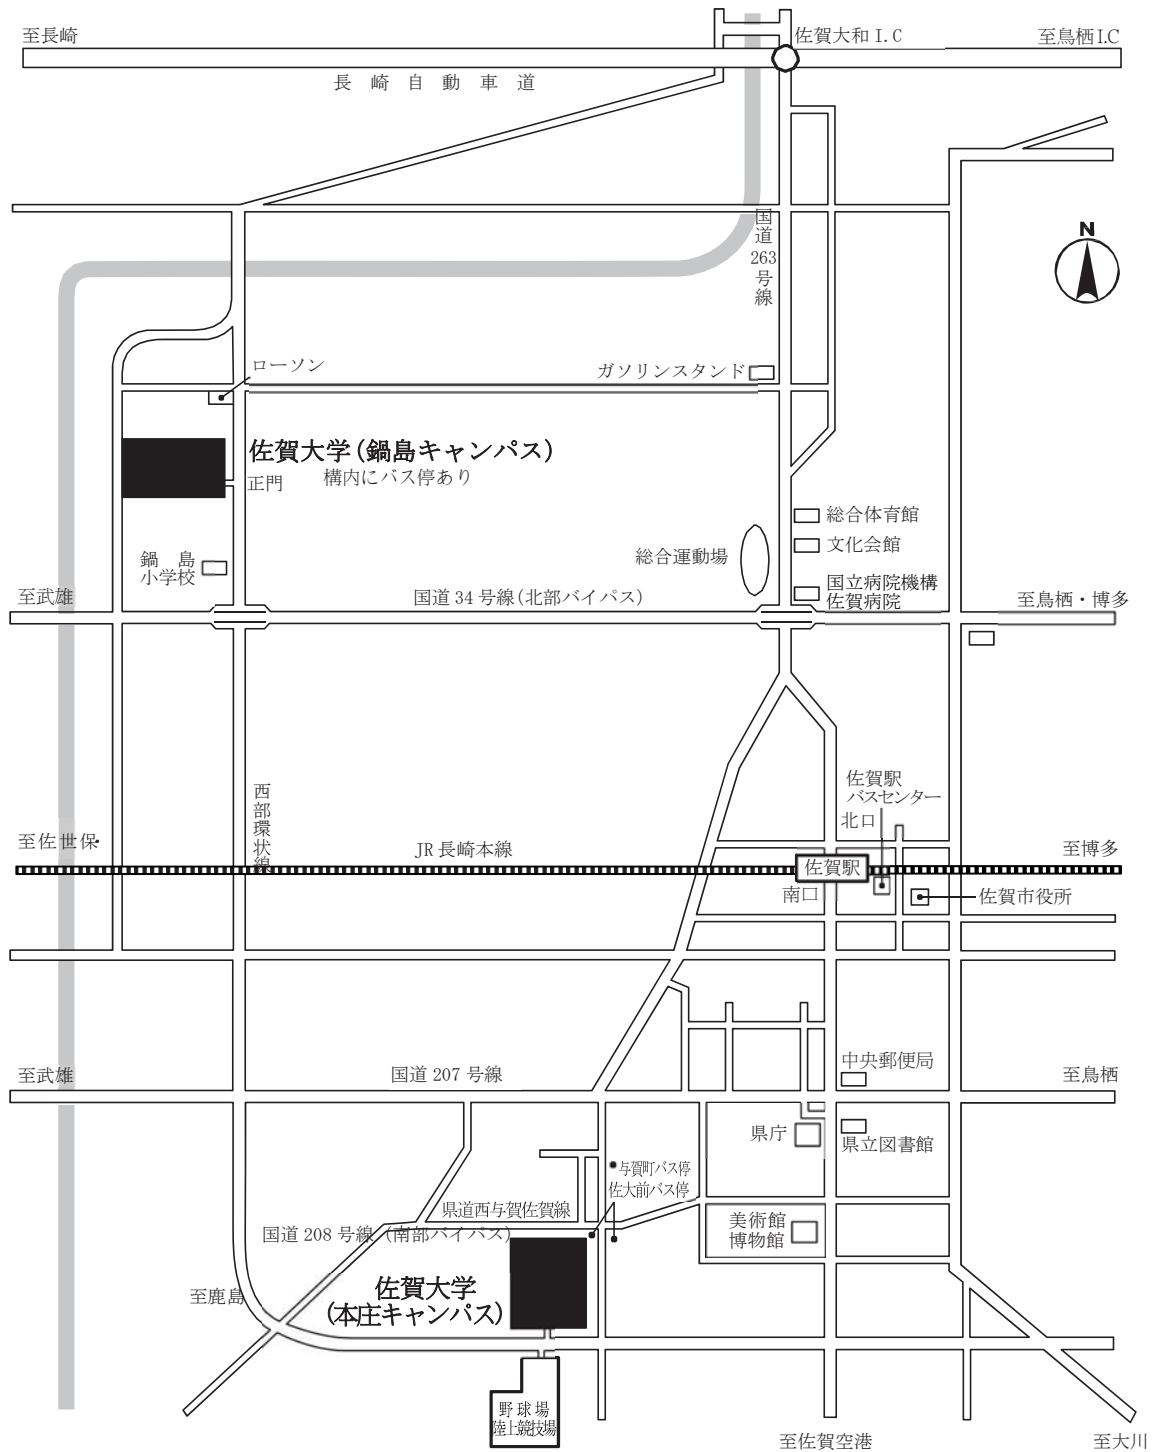 至長崎
佐賀大和 I.C
至鳥栖I.C
長崎自動車道
N
国道263号線
ローソン
ガソリンスタンド
佐賀大学(鍋島キャンパス)
正門
構内にバス停あり
総合体育館
文化会館
総合運動場
鍋島
小学校
国立病院機構
佐賀病院
至武雄
国道 34 号線(北部バイパス)
至鳥栖・博多
佐賀駅
バスセンター
西部環状線
北口
至佐世保
JR 長崎本線
佐賀駅
至博多
南口
佐賀市役所
中央郵便局
至武雄
国道 207 号線
至鳥栖
県庁
県立図書館
与賀町バス停
佐大前バス停
県道西与賀佐賀線
国道 208 号線(南部バイパス)
美術館
博物館
佐賀大学
(本庄キャンパス)
至鹿島
野球場
陸上競技場
至佐賀空港
至大川